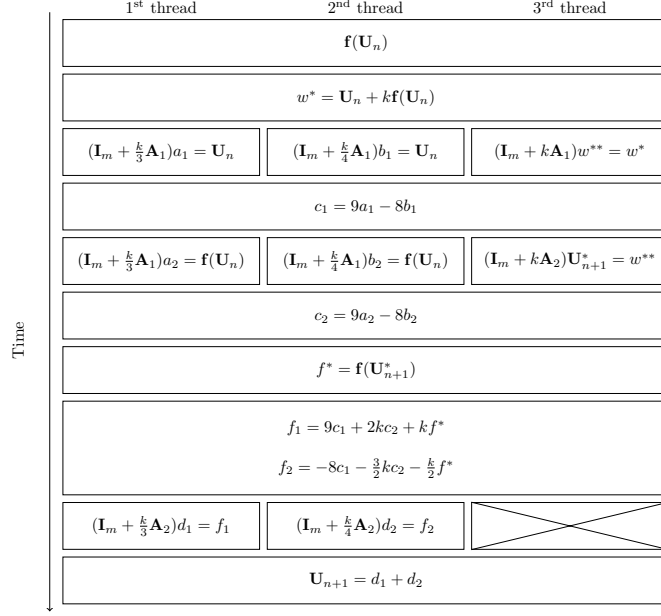 1st thread 2nd thread 3rd thread
f(Uₙ)
w* = Uₙ + kf(Uₙ)
(Iₘ + k/3 A₁)a₁ = Uₙ (Iₘ + k/4 A₁)b₁ = Uₙ (Iₘ + kA₁)w** = w*
c₁ = 9a₁ − 8b₁
(Iₘ + k/3 A₁)a₂ = f(Uₙ) (Iₘ + k/4 A₁)b₂ = f(Uₙ) (Iₘ + kA₂)U*ₙ₊₁ = w**
c₂ = 9a₂ − 8b₂
f* = f(U*ₙ₊₁)
f₁ = 9c₁ + 2kc₂ + kf*
f₂ = −8c₁ − 3/2 kc₂ − k/2 f*
(Iₘ + k/3 A₂)d₁ = f₁ (Iₘ + k/4 A₂)d₂ = f₂
Uₙ₊₁ = d₁ + d₂
Time